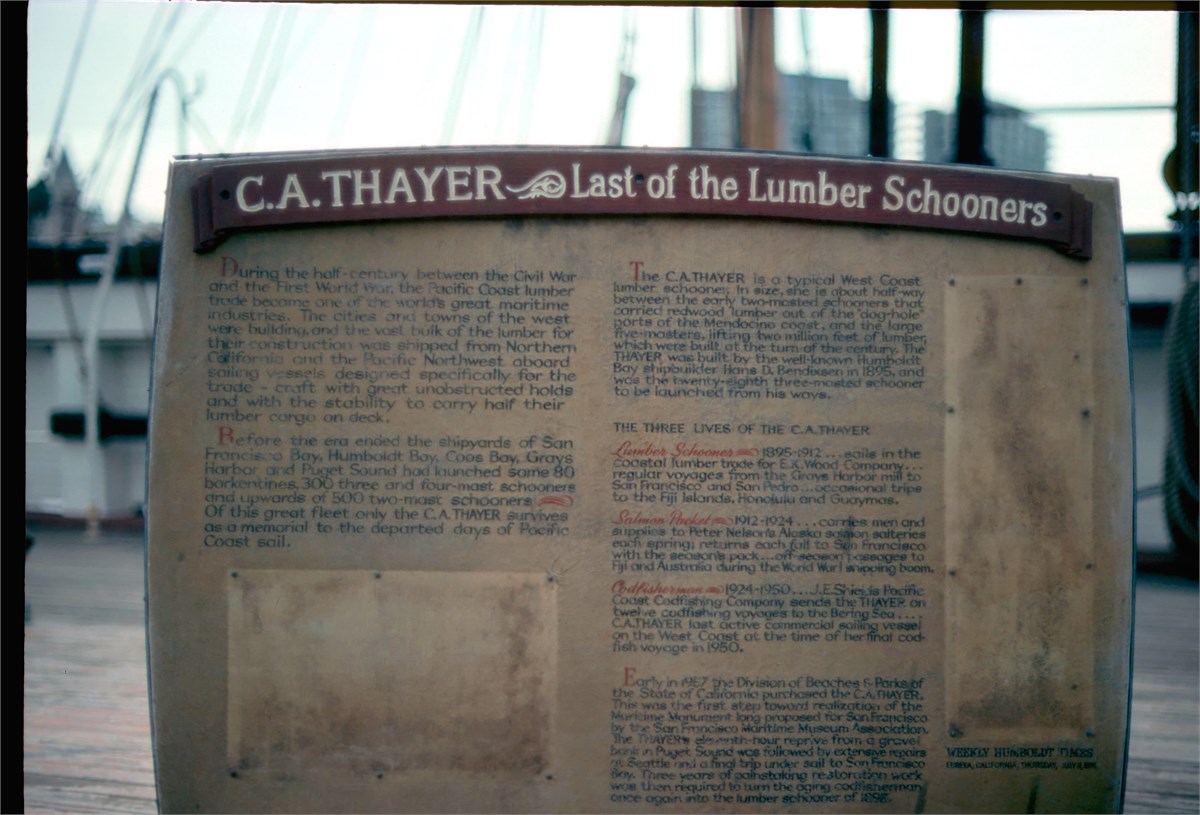 C.A. THAYER Last of the Lumber Schooners
During the half-century between the Civil War
and the First World War, the Pacific Coast lumber
trade became one of the world's great maritime
industries. The cities and towns of the west
were building, and the vast bulk of the lumber for
their construction was shipped from Northern
California and the Pacific Northwest aboard
sailing vessels designed specifically for the
trade - craft with great unobstructed holds
and with the stability to carry half their
lumber cargo on deck.
Before the era ended the shipyards of San
Francisco Bay, Humboldt Bay, Coos Bay, Grays
Harbor and Puget Sound had launched some 80
barkentines, 300 three and four-mast schooners
and upwards of 500 two-mast schooners
Of this great fleet only the C.A. THAYER survives
as a memorial to the departed days of Pacific
Coast sail.
The C.A. THAYER is a typical West Coast
lumber schooner. In size, she is about half-way
between the early two-masted schooners that
carried redwood lumber out of the "dog-hole"
ports of the Mendocino coast, and the large
five-masters, lifting two million feet of lumber,
which were built at the turn of the century. The
THAYER was built by the well-known Humboldt
Bay shipbuilder Hans D. Bendixsen in 1895, and
was the twenty-eighth three-masted schooner
to be launched from his ways.
THE THREE LIVES OF THE C.A. THAYER
Lumber Schooner 1895-1912 ... sails in the
coastal lumber trade for E.K. Wood Company...
regular voyages from the Grays Harbor mill to
San Francisco and San Pedro ... occasional trips
to the Fiji Islands, Honolulu and Guaymas.
Salmon Packet 1912-1924 ... carries men and
supplies to Peter Nelson's Alaska salmon salteries
each spring; returns each fall to San Francisco
with the season's pack...off season passages to
Fiji and Australia during the World War I shipping boom.
Codfisherman 1924-1950 ... J.E. Shields Pacific
Coast Codfishing Company sends the THAYER on
twelve codfishing voyages to the Bering Sea ....
C.A. THAYER last active commercial sailing vessel
on the West Coast at the time of her final cod-
fish voyage in 1950.
Early in 1957 the Division of Beaches & Parks of
the State of California purchased the C.A. THAYER.
This was the first step toward realization of the
Maritime Monument long proposed for San Francisco
by the San Francisco Maritime Museum Association.
The THAYER's eleventh-hour reprive from a gravel
bank in Puget Sound was followed by extensive repairs
at Seattle and a final trip under sail to San Francisco
Bay. Three years of painstaking restoration work
was then required to turn the aging codfisherman
once again into the lumber schooner of 1895.
WEEKLY HUMBOLDT TIMES
EUREKA, CALIFORNIA, THURSDAY, JULY